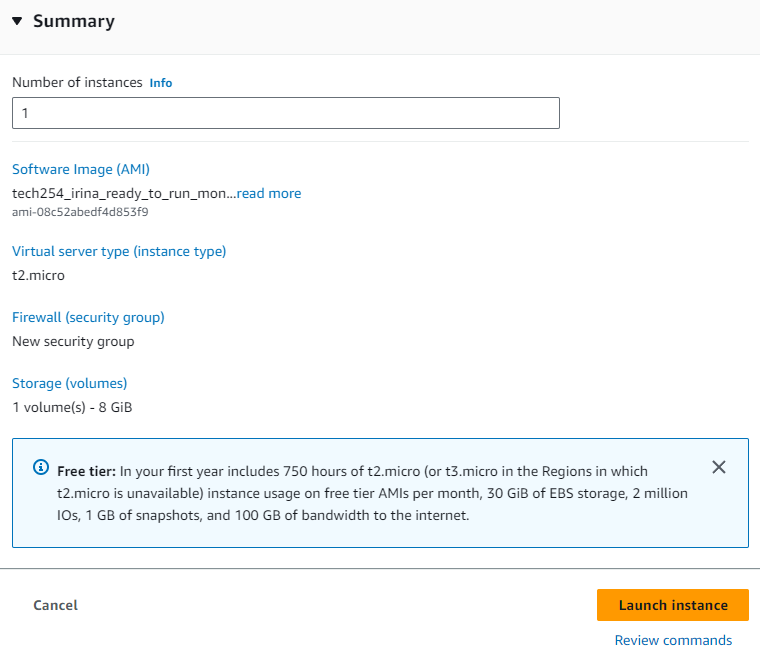 Summary
Number of instances Info
1
Software Image (AMI)
tech254_irina_ready_to_run_mon...read more
ami-08c52abedf4d853f9
Virtual server type (instance type)
t2.micro
Firewall (security group)
New security group
Storage (volumes)
1 volume(s) - 8 GiB
Free tier: In your first year includes 750 hours of t2.micro (or t3.micro in the Regions in which
t2.micro is unavailable) instance usage on free tier AMIs per month, 30 GiB of EBS storage, 2 million
IOs, 1 GB of snapshots, and 100 GB of bandwidth to the internet.
Cancel
Launch instance
Review commands